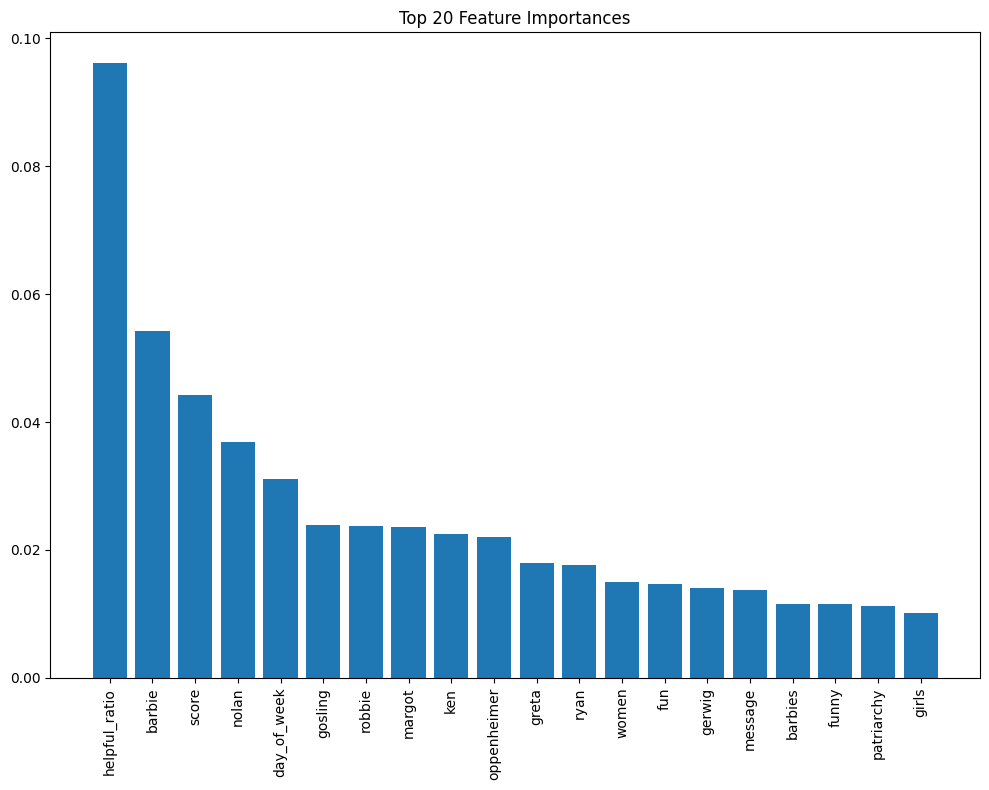 Top 20 Feature Importances
0.10
0.08
0.06
0.04
0.02
0.00
helpful_ratio
barbie
score
nolan
day_of_week
gosling
robbie
margot
ken
oppenheimer
greta
ryan
women
fun
gerwig
message
barbies
funny
patriarchy
girls